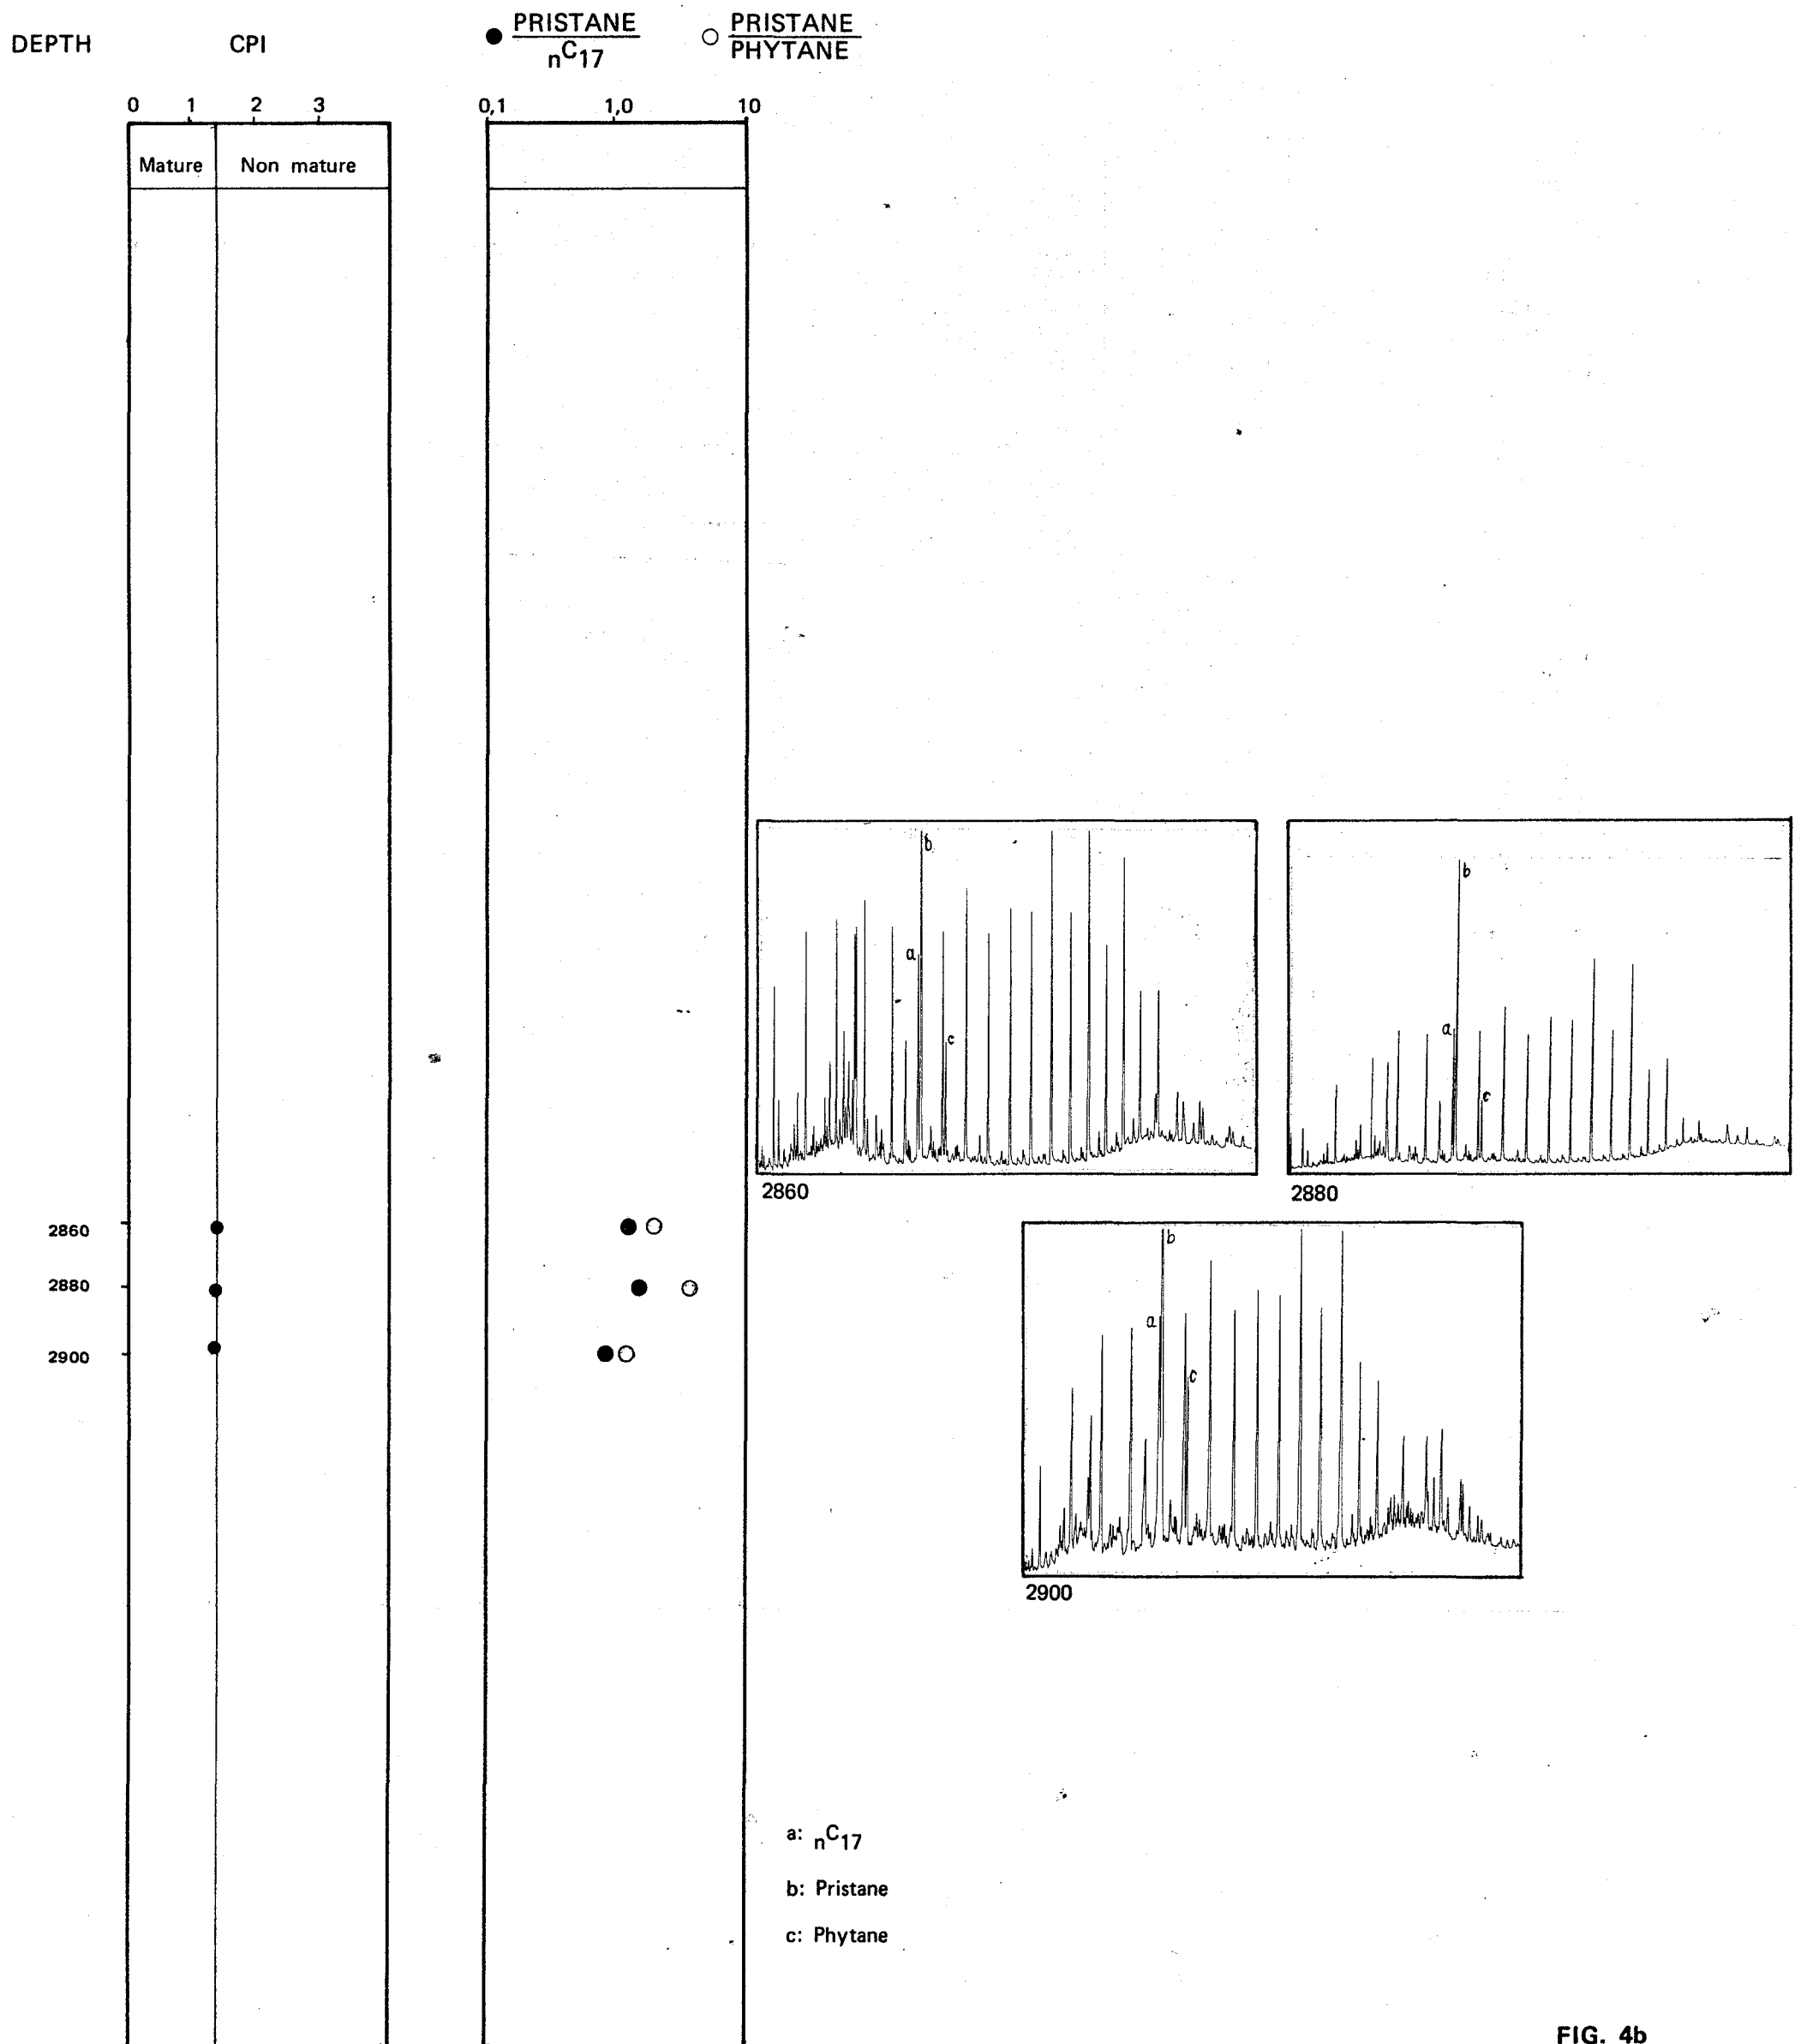 DEPTH CPI ● PRISTANE ○ PRISTANE
nC17 PHYTANE
0 1 2 3 0,1 1,0 10
Mature Non mature
b
b
a
a
c
c
2860 2880
2860
2880
2900
b
a
c
2900
a: nC17
b: Pristane
c: Phytane
FIG. 4b